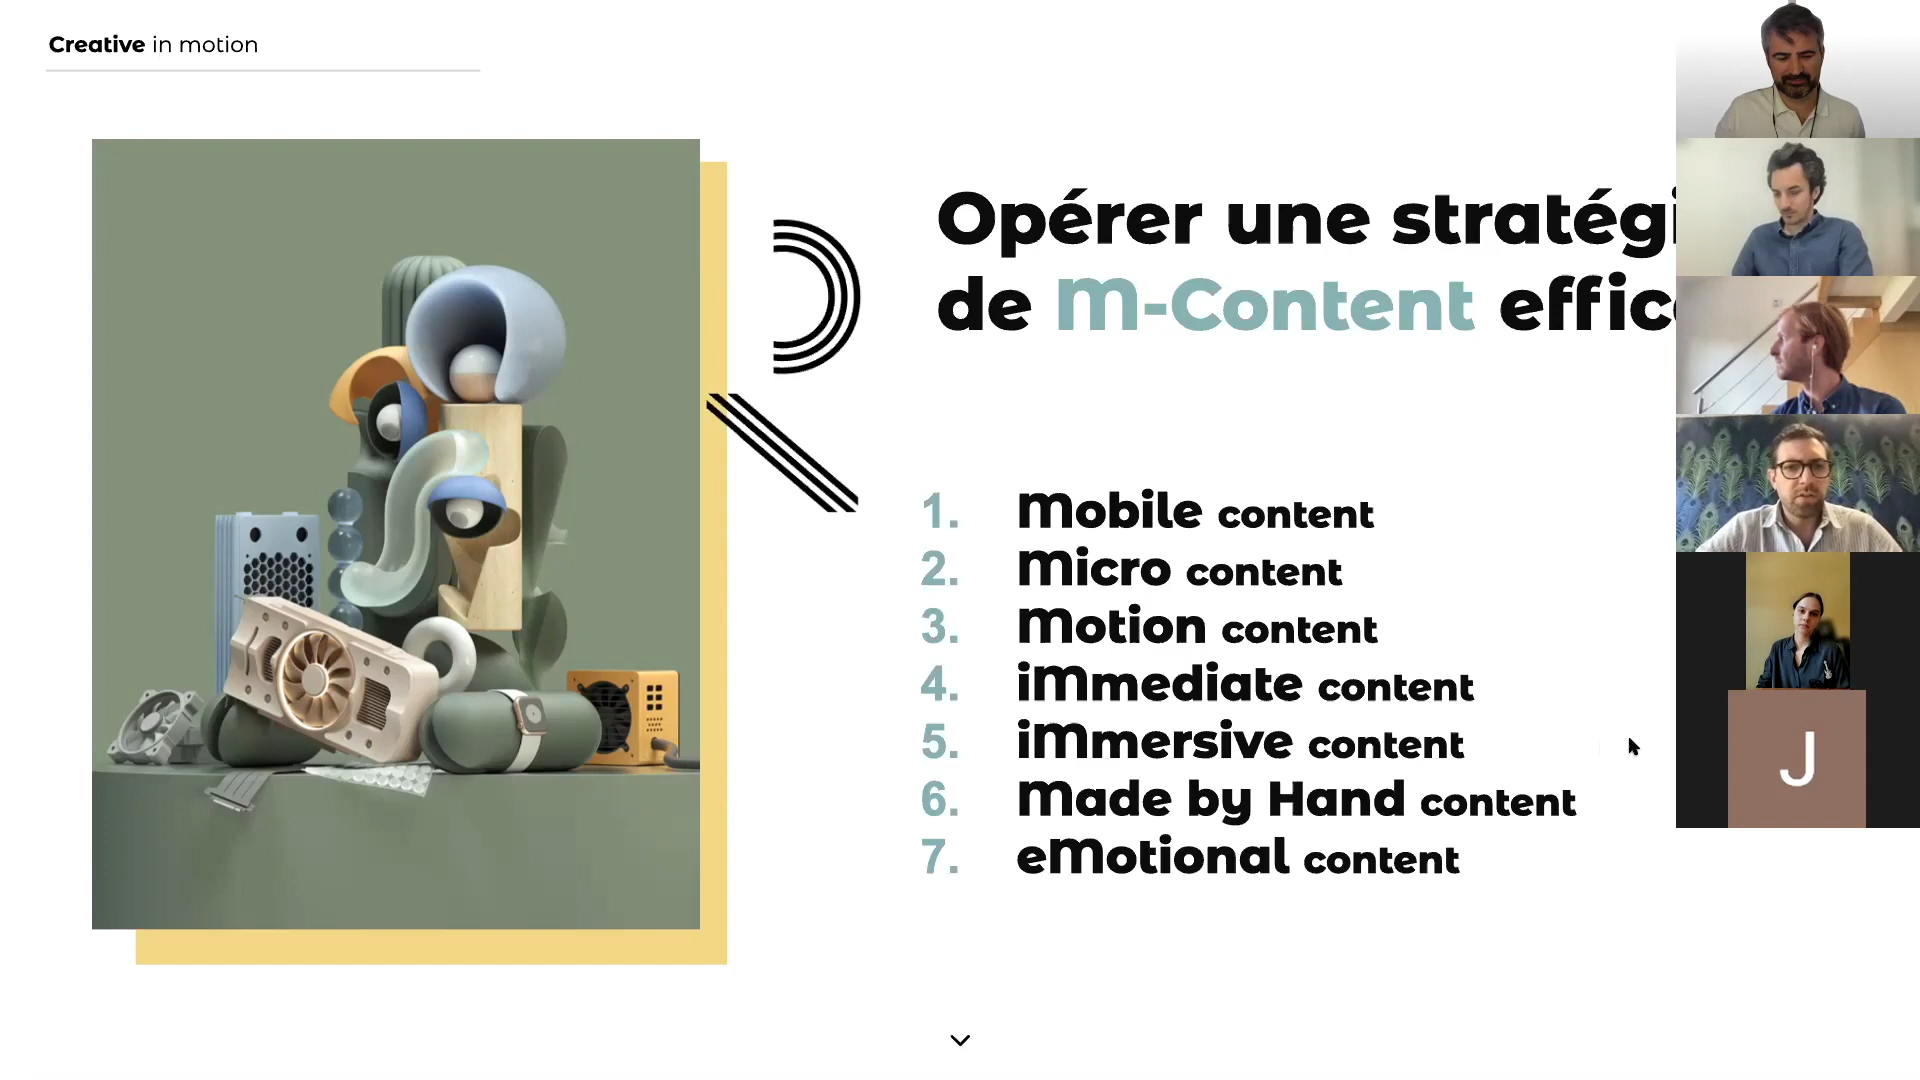 Creative in motion
Opérer une stratégi
de M-Content effic
1. Mobile content
2. Micro content
3. Motion content
4. iMmediate content
5. iMmersive content
6. Made by Hand content
7. eMotional content
J